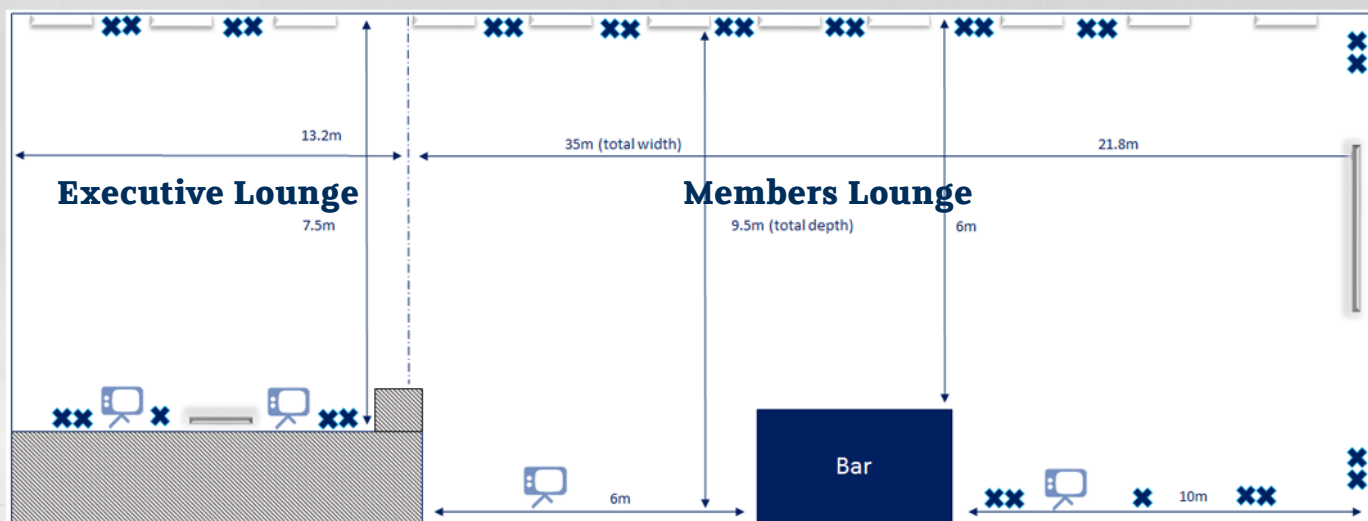 13.2m
35m (total width)
21.8m
Executive Lounge
Members Lounge
7.5m
9.5m (total depth)
6m
Bar
6m
10m